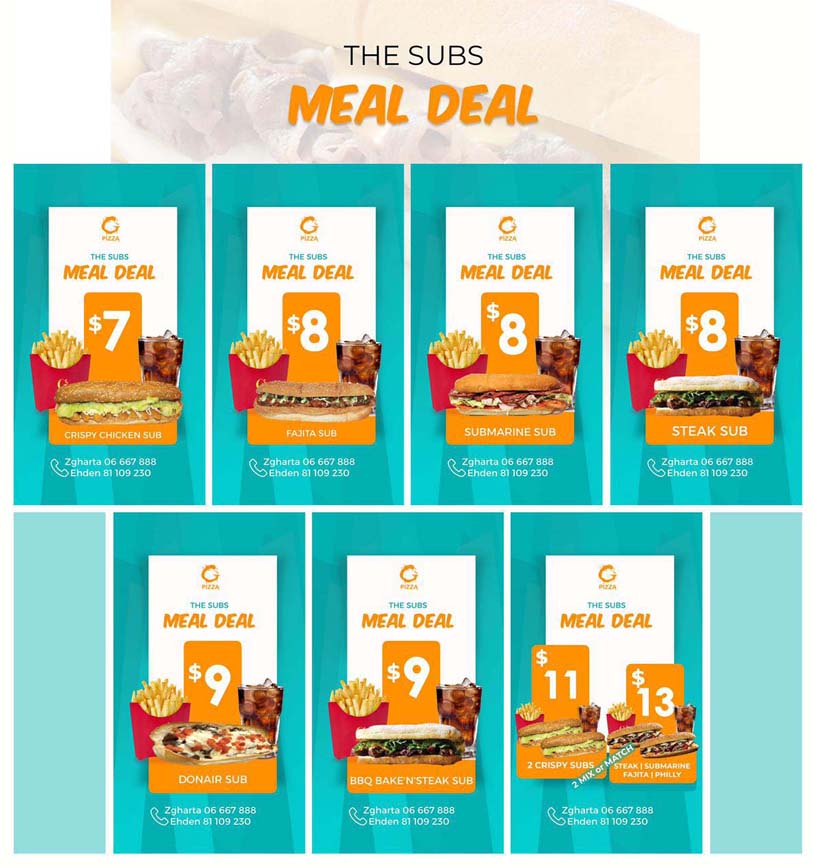 THE SUBS
MEAL DEAL
G
PIZZA
THE SUBS
MEAL DEAL
$7
CRISPY CHICKEN SUB
Zgharta 06 667 888
Ehden 81 109 230
G
PIZZA
THE SUBS
MEAL DEAL
$8
FAJITA SUB
Zgharta 06 667 888
Ehden 81 109 230
G
PIZZA
THE SUBS
MEAL DEAL
$8
SUBMARINE SUB
Zgharta 06 667 888
Ehden 81 109 230
G
PIZZA
THE SUBS
MEAL DEAL
$8
STEAK SUB
Zgharta 06 667 888
Ehden 81 109 230
G
PIZZA
THE SUBS
MEAL DEAL
$9
DONAIR SUB
Zgharta 06 667 888
Ehden 81 109 230
G
PIZZA
THE SUBS
MEAL DEAL
$9
BBQ BAKE'N'STEAK SUB
Zgharta 06 667 888
Ehden 81 109 230
G
PIZZA
THE SUBS
MEAL DEAL
$11
2 CRISPY SUBS
$13
2 MIX or MATCH
STEAK | SUBMARINE
FAJITA | PHILLY
Zgharta 06 667 888
Ehden 81 109 230